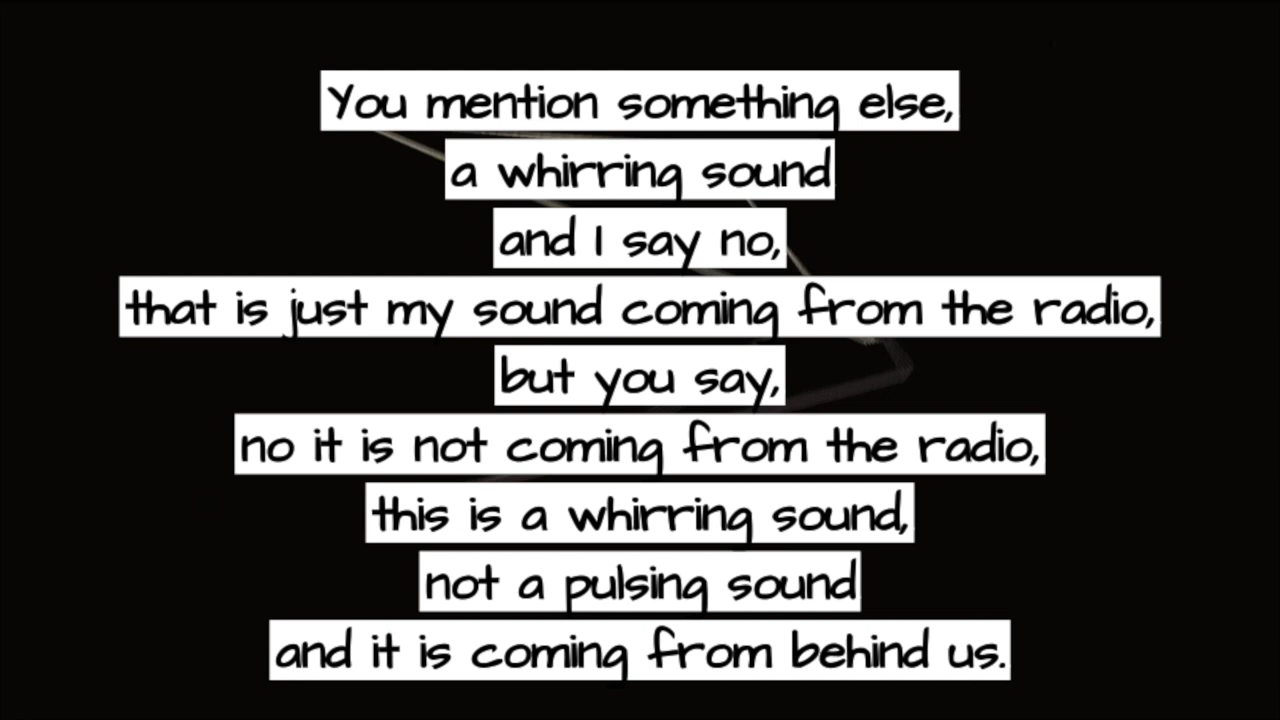 You mention something else,
a whirring sound
and I say no,
that is just my sound coming from the radio,
but you say,
no it is not coming from the radio,
this is a whirring sound,
not a pulsing sound
and it is coming from behind us.